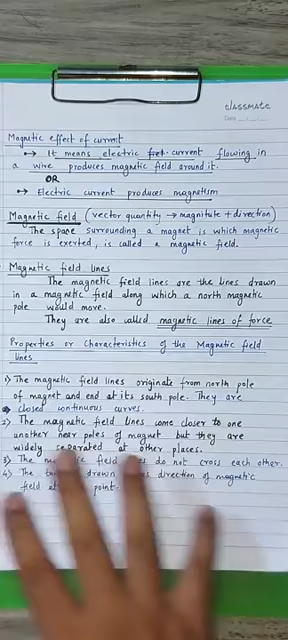 CLASSMATE
Date
Magnetic effect of current
→ It means electric current flowing in
a wire produces magnetic field around it.
OR
→ Electric current produces magnetism
Magnetic field (vector quantity → magnitute + direction)
The space surrounding a magnet is which magnetic
force is exerted, is called a magnetic field.
Magnetic field lines
The magnetic field lines are the lines drawn
in a magnetic field along which a north magnetic
pole would move.
They are also called magnetic lines of force
Properties or Characteristics of the Magnetic field
lines
1) The magnetic field lines originate from north pole
of magnet and end at its south pole. They are
closed continuous curves.
2) The magnetic field lines come closer to one
another near poles of magnet but they are
widely separated at other places.
3) The field do not cross each other.
4) The drawn direction of magnetic
field at point.